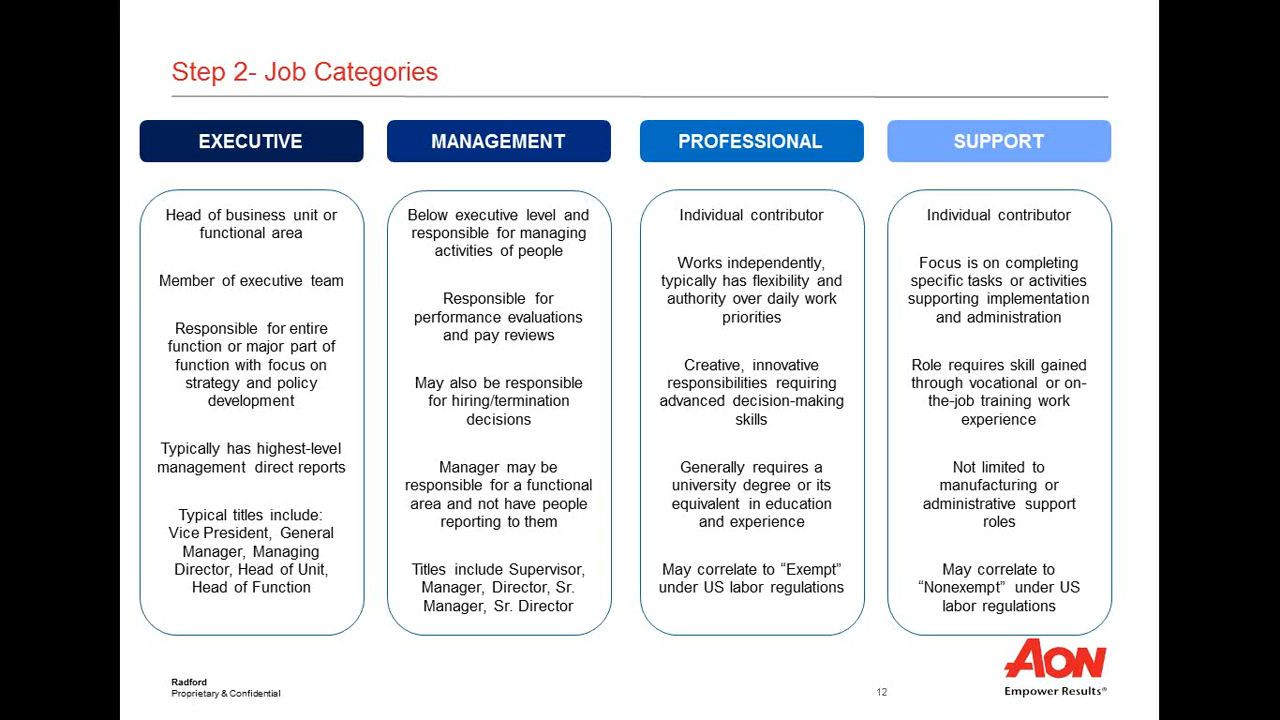 Step 2- Job Categories
EXECUTIVE
Head of business unit or
functional area
Member of executive team
Responsible for entire
function or major part of
function with focus on
strategy and policy
development
Typically has highest-level
management direct reports
Typical titles include:
Vice President, General
Manager, Managing
Director, Head of Unit,
Head of Function
MANAGEMENT
Below executive level and
responsible for managing
activities of people
Responsible for
performance evaluations
and pay reviews
May also be responsible
for hiring/termination
decisions
Manager may be
responsible for a functional
area and not have people
reporting to them
Titles include Supervisor,
Manager, Director, Sr.
Manager, Sr. Director
PROFESSIONAL
Individual contributor
Works independently,
typically has flexibility and
authority over daily work
priorities
Creative, innovative
responsibilities requiring
advanced decision-making
skills
Generally requires a
university degree or its
equivalent in education
and experience
May correlate to “Exempt”
under US labor regulations
SUPPORT
Individual contributor
Focus is on completing
specific tasks or activities
supporting implementation
and administration
Role requires skill gained
through vocational or on-
the-job training work
experience
Not limited to
manufacturing or
administrative support
roles
May correlate to
“Nonexempt” under US
labor regulations
Radford
Proprietary & Confidential
12
AON
Empower Results®